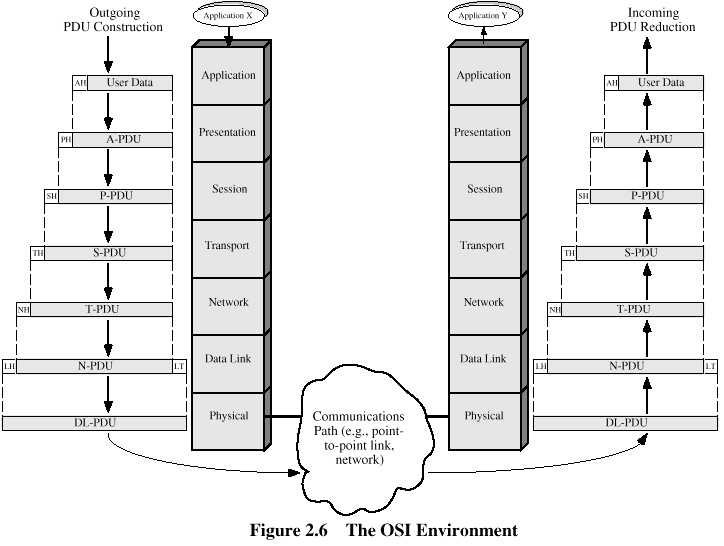 Outgoing
PDU Construction
Application X
Application Y
Incoming
PDU Reduction
AH User Data
Application
Application
AH User Data
PH A-PDU
Presentation
Presentation
PH A-PDU
SH P-PDU
Session
Session
SH P-PDU
TH S-PDU
Transport
Transport
TH S-PDU
NH T-PDU
Network
Network
NH T-PDU
LH N-PDU LT
Data Link
Data Link
LH N-PDU LT
DL-PDU
Physical
Communications
Path (e.g., point-
to-point link,
network)
Physical
DL-PDU
Figure 2.6 The OSI Environment